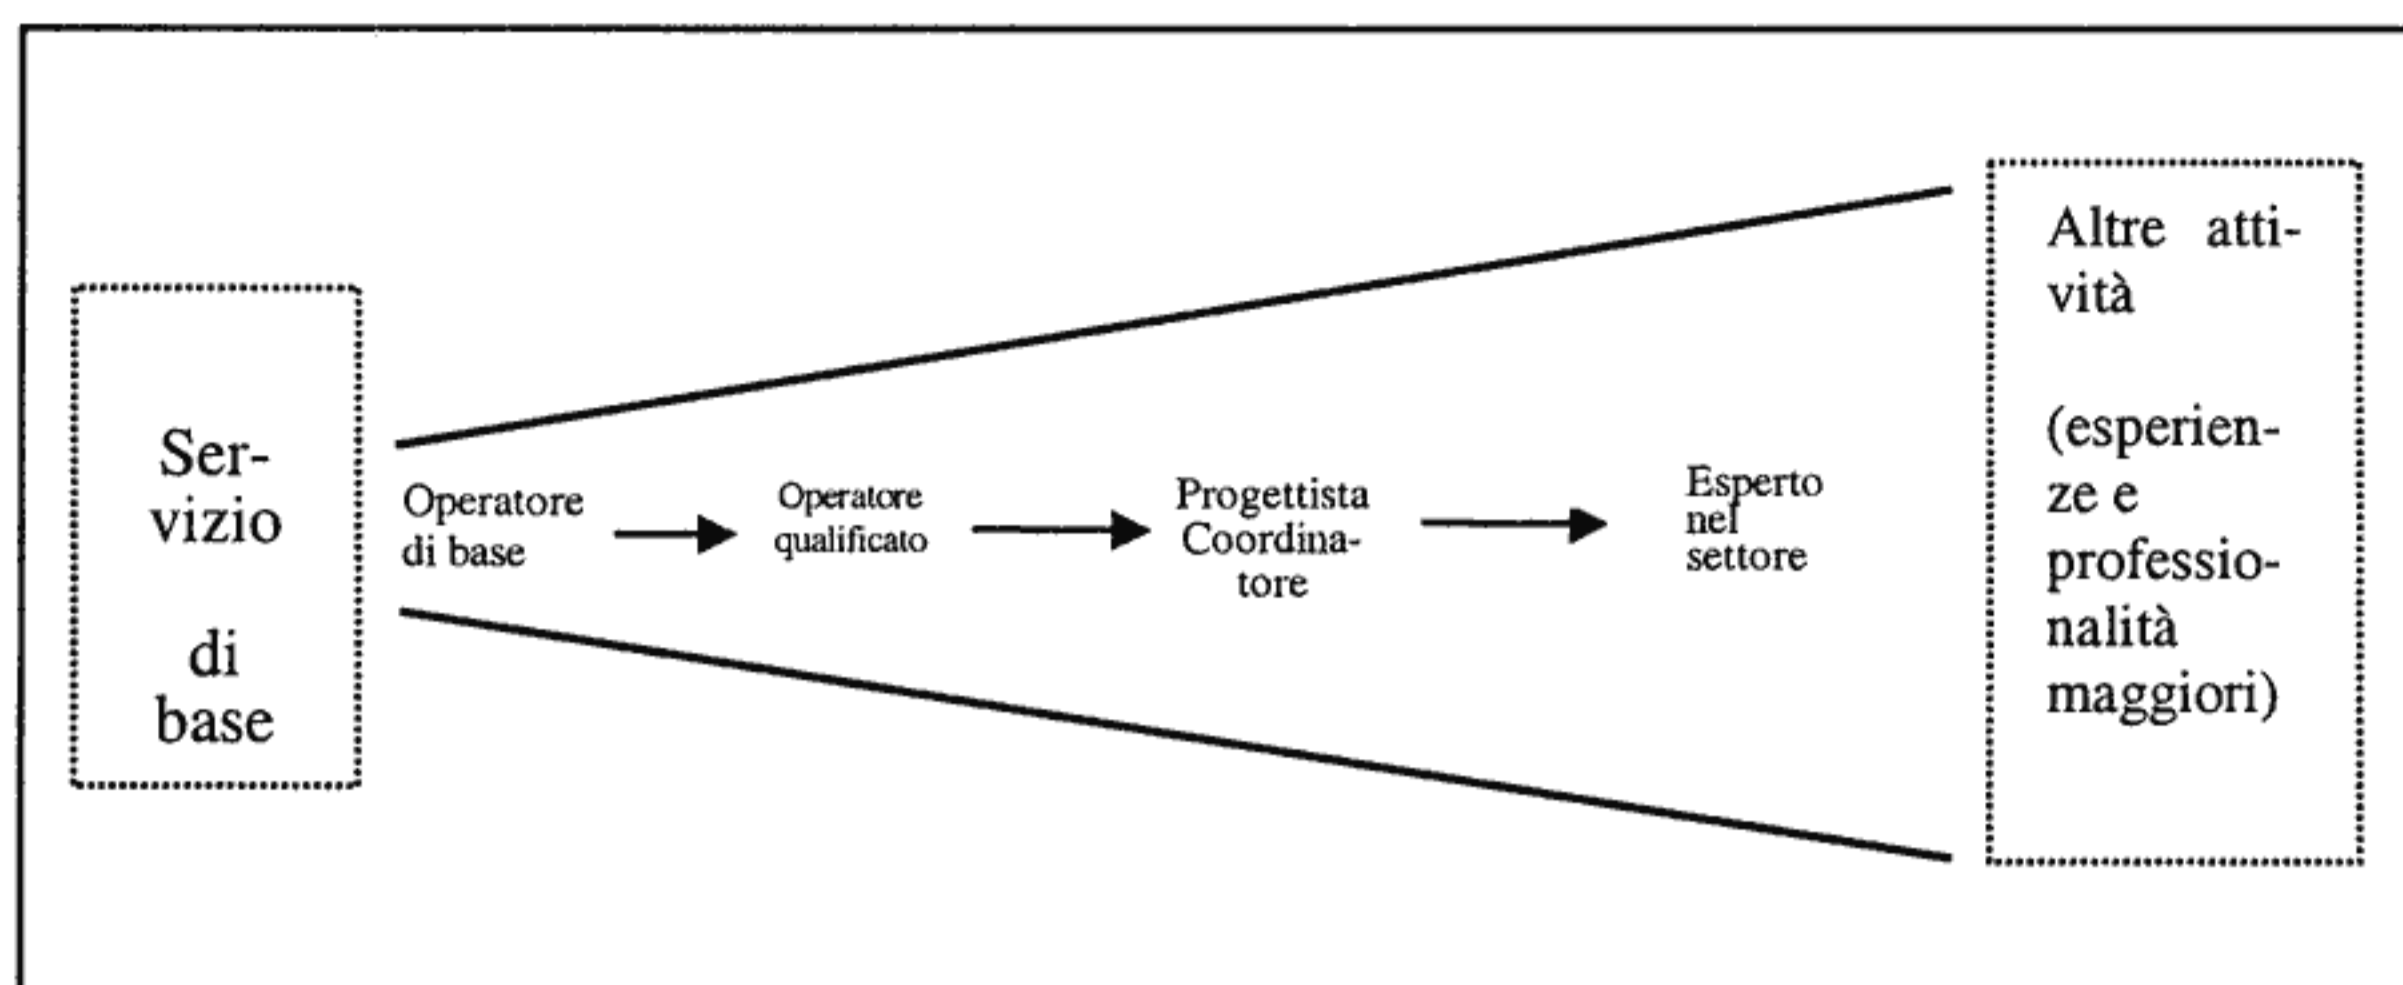 Ser-
vizio
di
base
Operatore
di base
Operatore
qualificato
Progettista
Coordina-
tore
Esperto
nel
settore
Altre atti-
vità
(esperien-
ze e
professio-
nalità
maggiori)